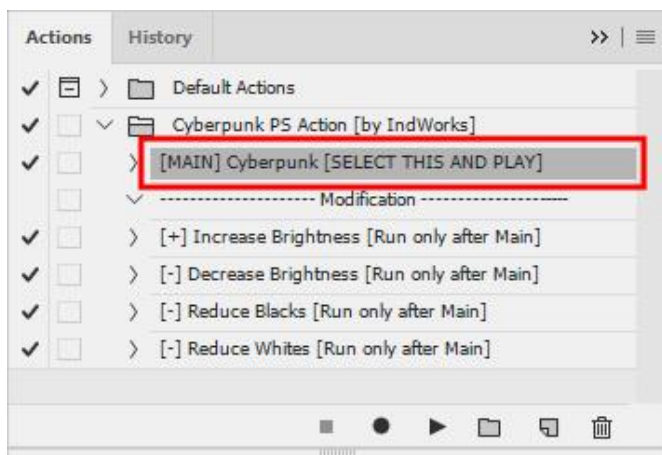 Actions History
Default Actions
Cyberpunk PS Action [by IndWorks]
[MAIN] Cyberpunk [SELECT THIS AND PLAY]
--------------------- Modification --------------------
[+] Increase Brightness [Run only after Main]
[-] Decrease Brightness [Run only after Main]
[-] Reduce Blacks [Run only after Main]
[-] Reduce Whites [Run only after Main]